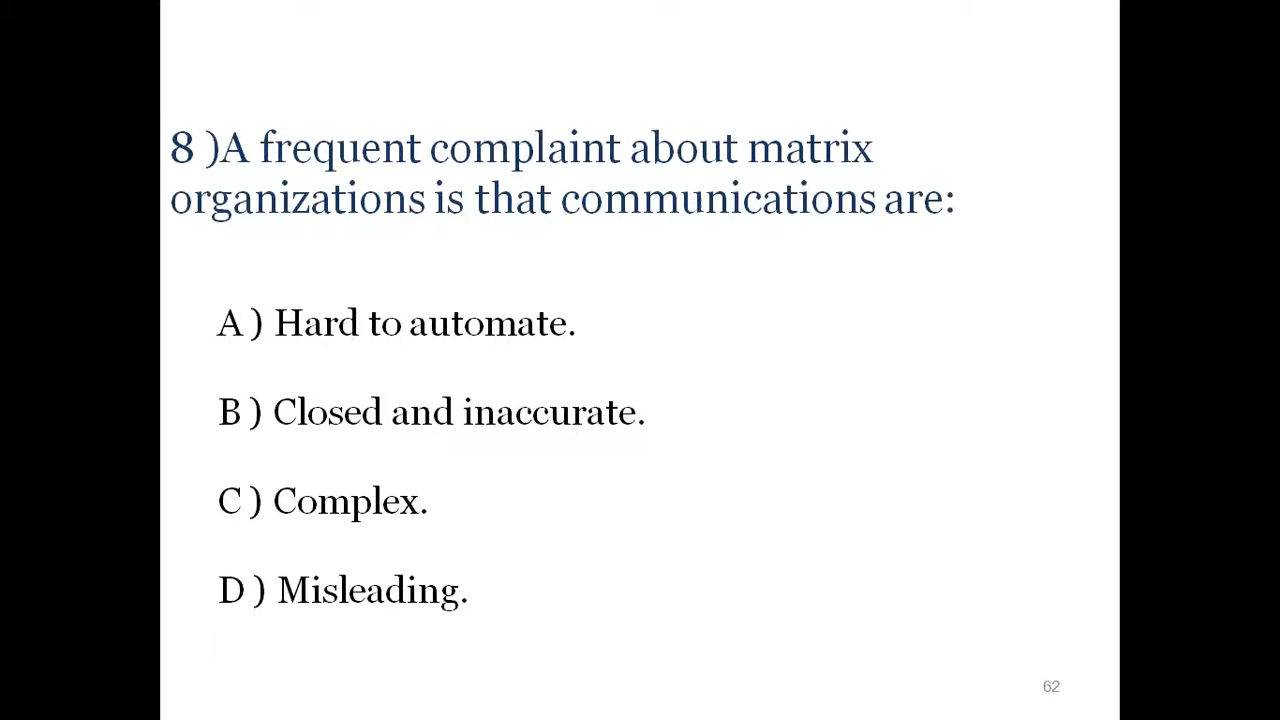 8 )A frequent complaint about matrix
organizations is that communications are:
A ) Hard to automate.
B ) Closed and inaccurate.
C ) Complex.
D ) Misleading.
62